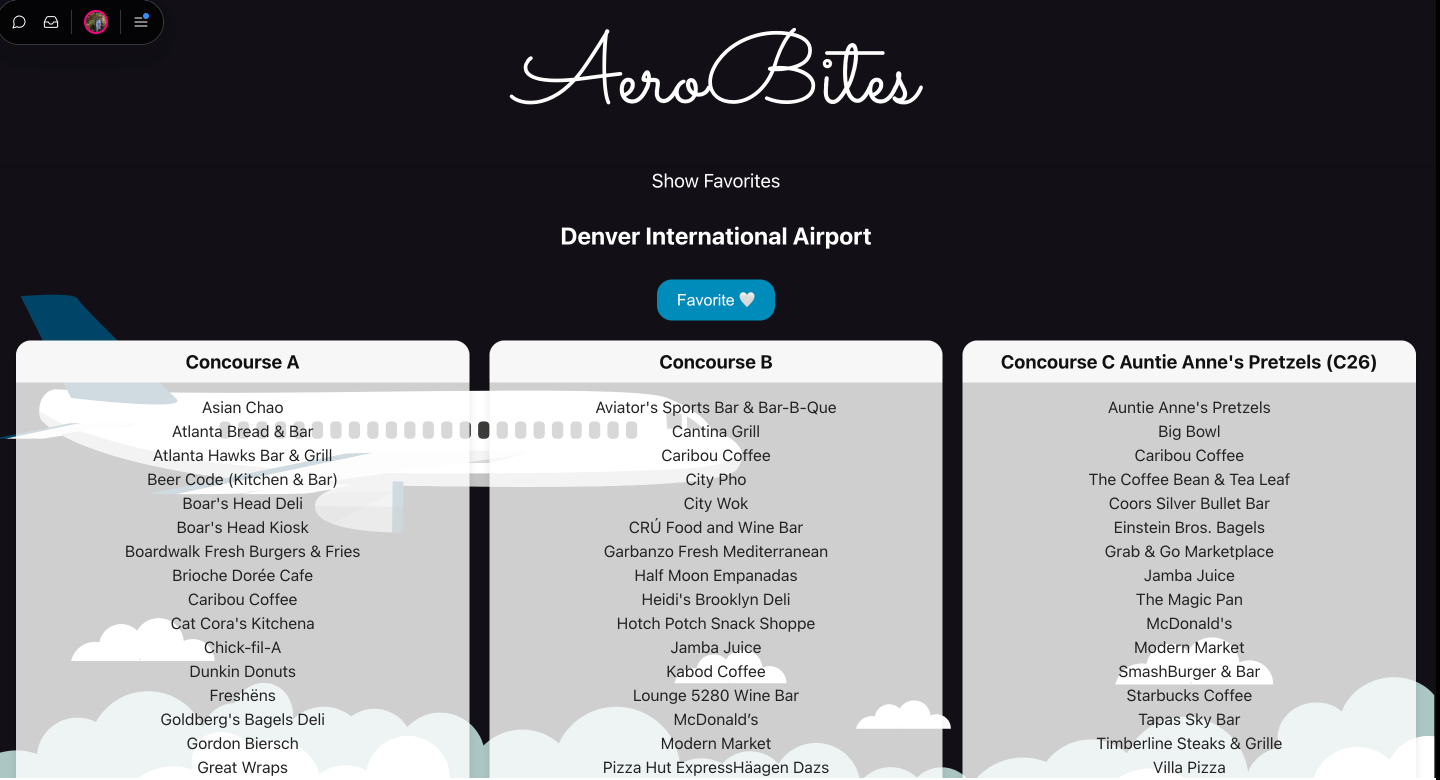 AeroBites
Show Favorites
Denver International Airport
Favorite 🤍
Concourse A
Asian Chao
Atlanta Bread & Bar
Atlanta Hawks Bar & Grill
Beer Code (Kitchen & Bar)
Boar's Head Deli
Boar's Head Kiosk
Boardwalk Fresh Burgers & Fries
Brioche Dorée Cafe
Caribou Coffee
Cat Cora's Kitchena
Chick-fil-A
Dunkin Donuts
Freshëns
Goldberg's Bagels Deli
Gordon Biersch
Great Wraps
Concourse B
Aviator's Sports Bar & Bar-B-Que
Cantina Grill
Caribou Coffee
City Pho
City Wok
CRÚ Food and Wine Bar
Garbanzo Fresh Mediterranean
Half Moon Empanadas
Heidi's Brooklyn Deli
Hotch Potch Snack Shoppe
Jamba Juice
Kabod Coffee
Lounge 5280 Wine Bar
McDonald’s
Modern Market
Pizza Hut ExpressHäagen Dazs
Concourse C Auntie Anne's Pretzels (C26)
Auntie Anne's Pretzels
Big Bowl
Caribou Coffee
The Coffee Bean & Tea Leaf
Coors Silver Bullet Bar
Einstein Bros. Bagels
Grab & Go Marketplace
Jamba Juice
The Magic Pan
McDonald's
Modern Market
SmashBurger & Bar
Starbucks Coffee
Tapas Sky Bar
Timberline Steaks & Grille
Villa Pizza